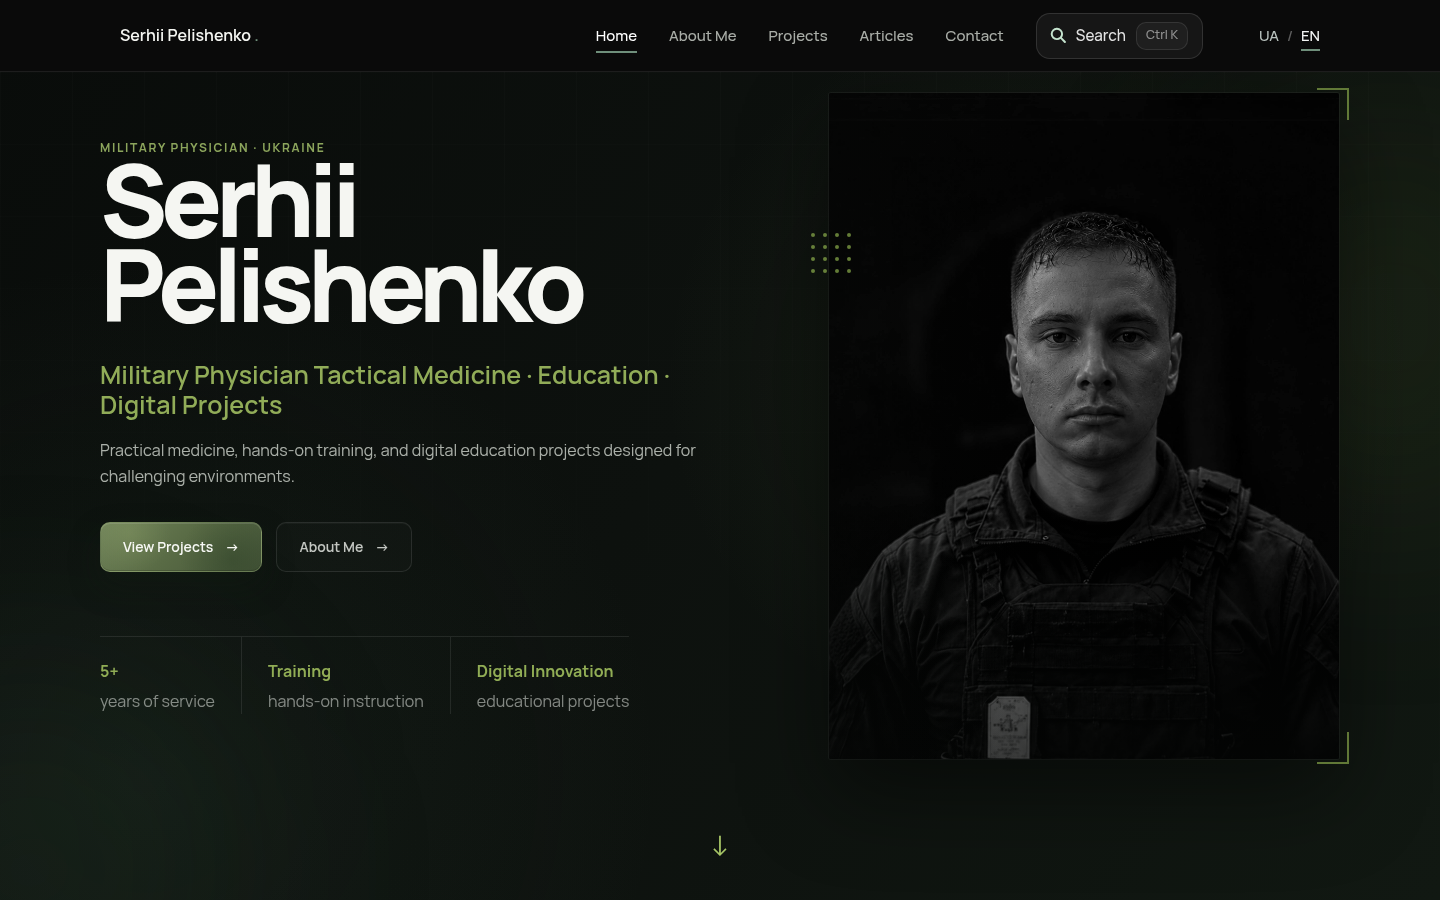 Serhii Pelishenko .
Home
About Me
Projects
Articles
Contact
Search
Ctrl K
UA / EN
MILITARY PHYSICIAN · UKRAINE
Serhii
Pelishenko
Military Physician Tactical Medicine · Education ·
Digital Projects
Practical medicine, hands-on training, and digital education projects designed for
challenging environments.
View Projects →
About Me →
5+
years of service
Training
hands-on instruction
Digital Innovation
educational projects